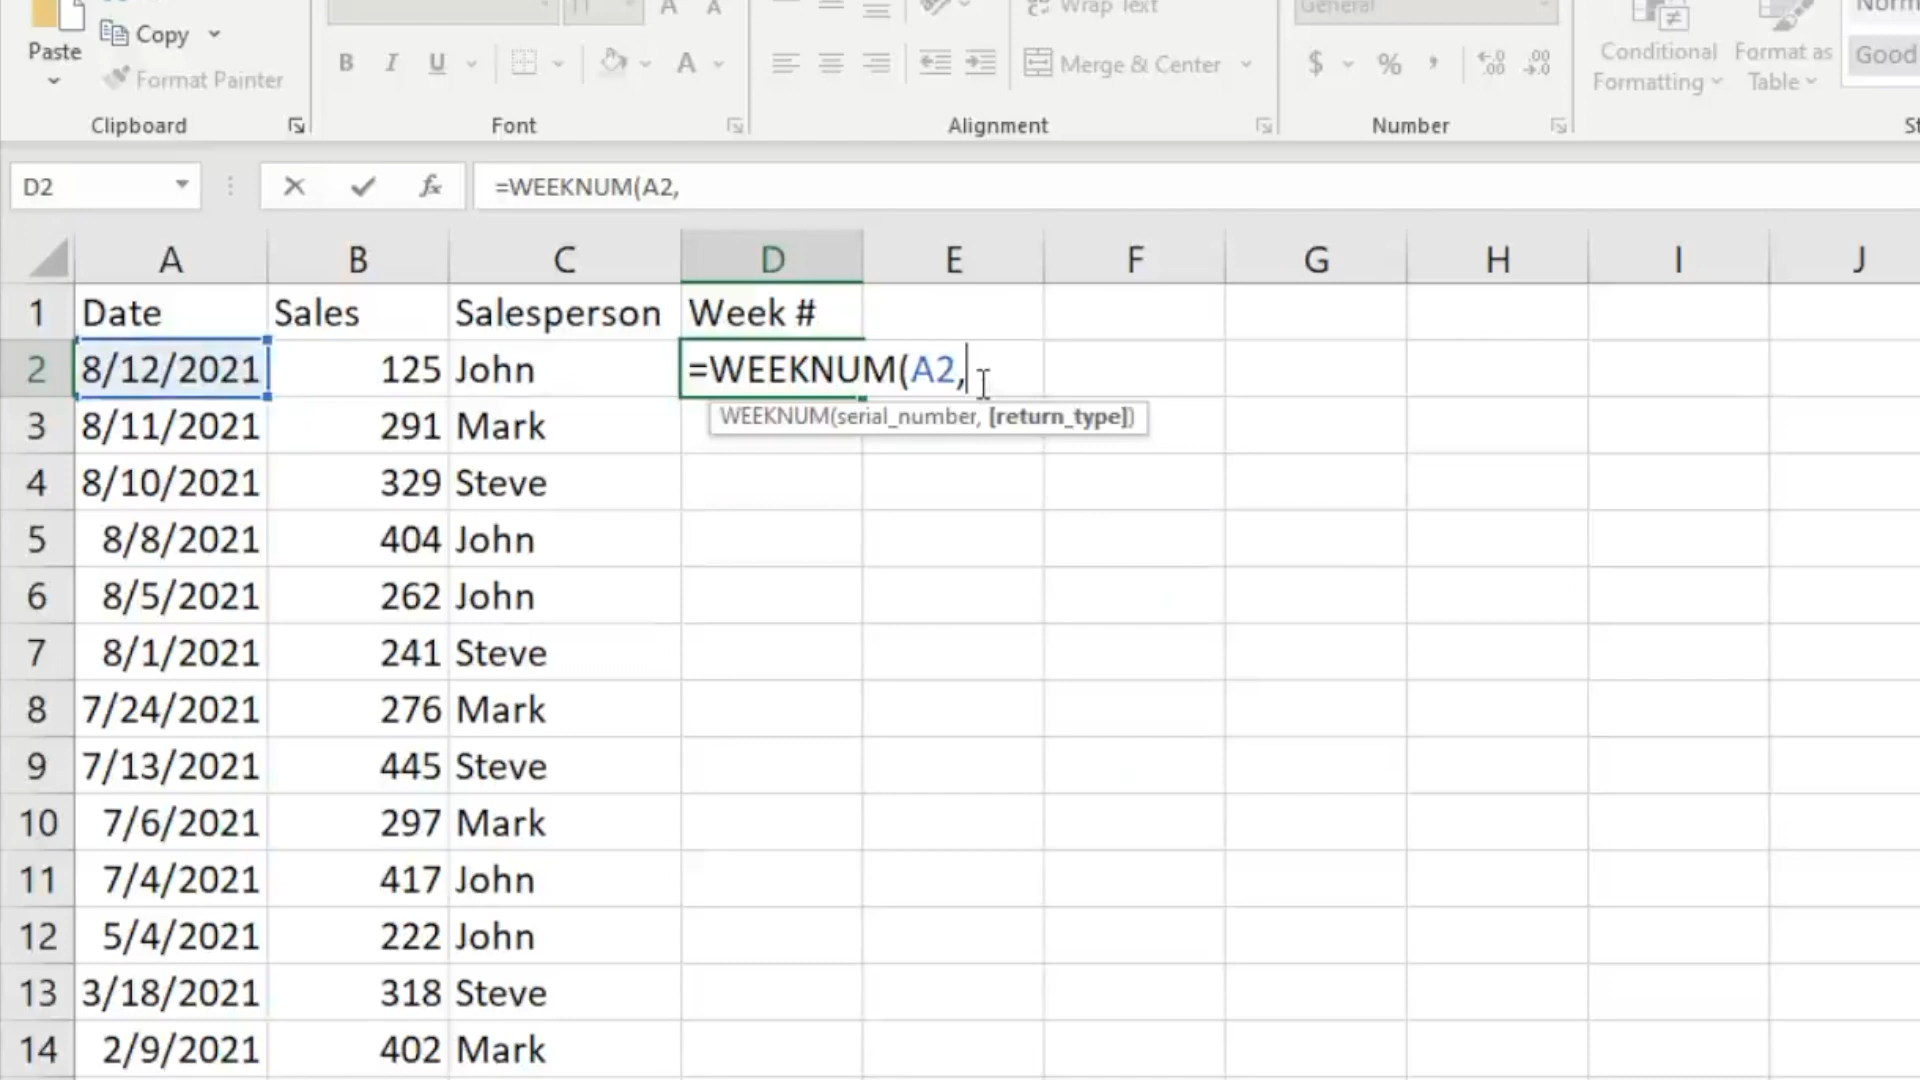 General
Wrap Text
Norm
Paste
Copy
B I U
A
Merge & Center
$ % ,
Conditional Formatting
Format as Table
Good
Format Painter
Clipboard
Font
Alignment
Number
St
D2
fx
=WEEKNUM(A2,
A B C D E F G H I J
1 Date Sales Salesperson Week #
2 8/12/2021 125 John =WEEKNUM(A2,
WEEKNUM(serial_number, [return_type])
3 8/11/2021 291 Mark
4 8/10/2021 329 Steve
5 8/8/2021 404 John
6 8/5/2021 262 John
7 8/1/2021 241 Steve
8 7/24/2021 276 Mark
9 7/13/2021 445 Steve
10 7/6/2021 297 Mark
11 7/4/2021 417 John
12 5/4/2021 222 John
13 3/18/2021 318 Steve
14 2/9/2021 402 Mark